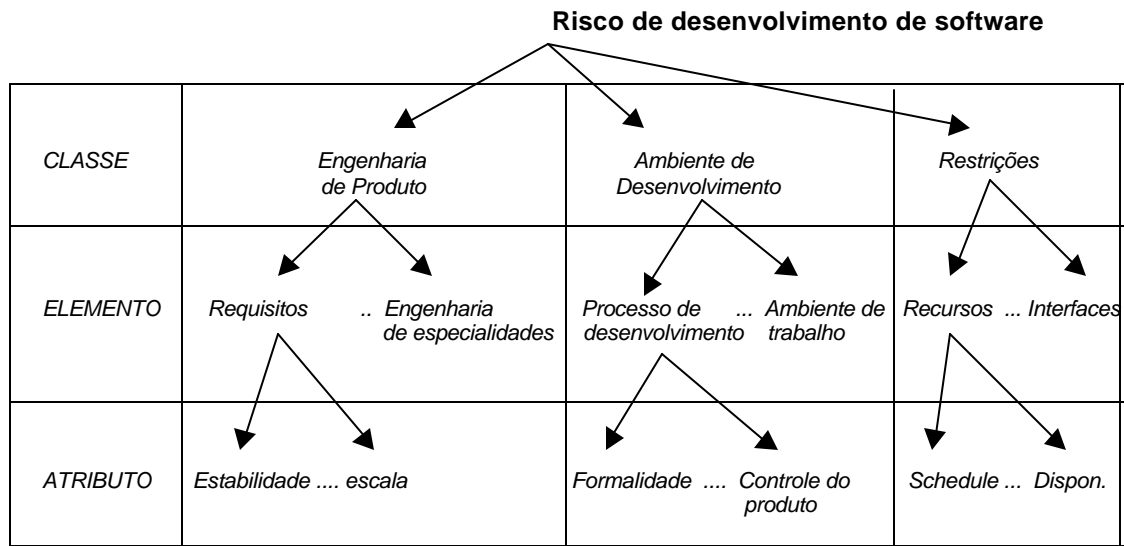 Risco de desenvolvimento de software
CLASSE
Engenharia
de Produto
Ambiente de
Desenvolvimento
Restrições
ELEMENTO
Requisitos .. Engenharia
de especialidades
Processo de ... Ambiente de
desenvolvimento trabalho
Recursos ... Interfaces
ATRIBUTO
Estabilidade .... escala
Formalidade .... Controle do
produto
Schedule ... Dispon.